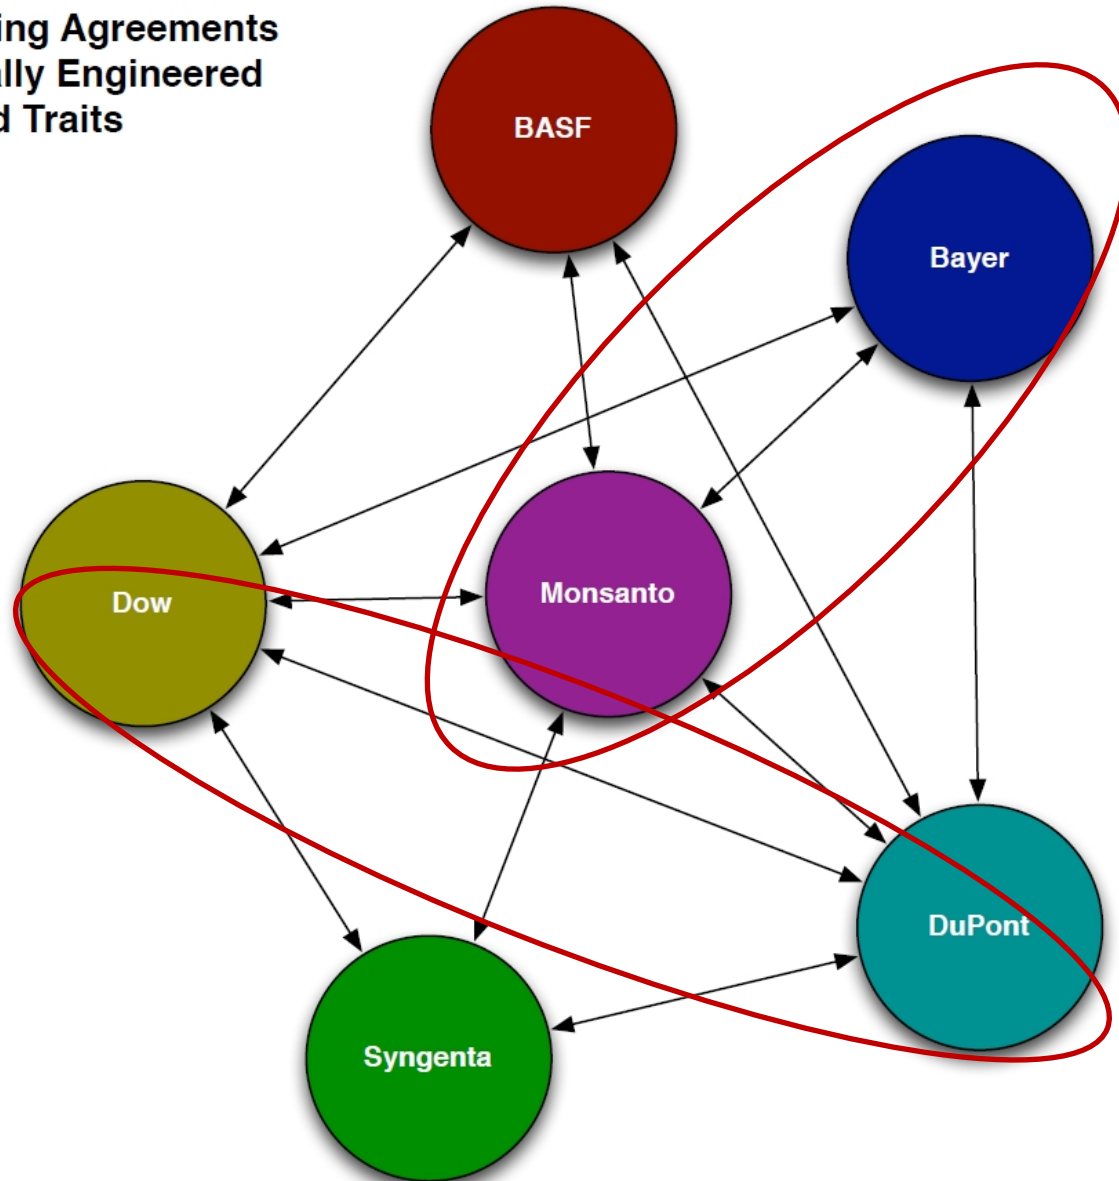 ing Agreements
ally Engineered
d Traits
BASF
Bayer
Dow
Monsanto
DuPont
Syngenta